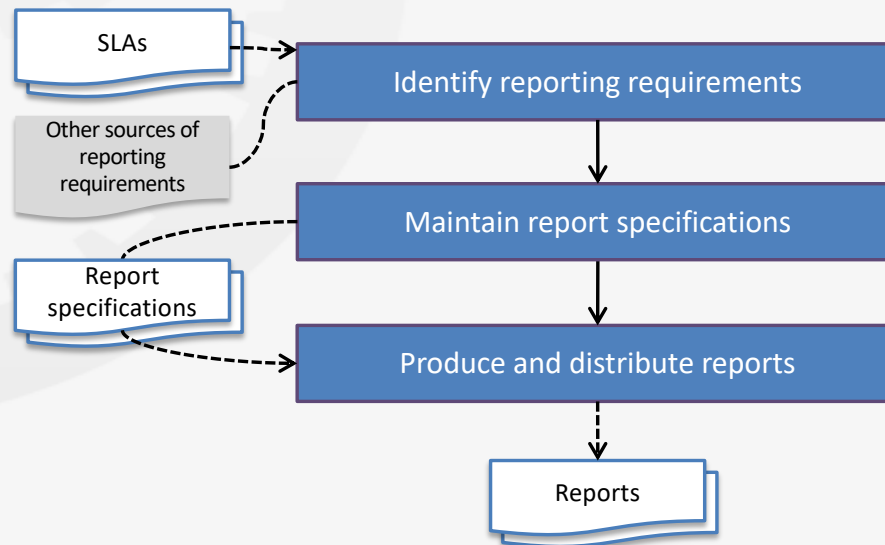 SLAs
Identify reporting requirements
Other sources of
reporting
requirements
Maintain report specifications
Report
specifications
Produce and distribute reports
Reports